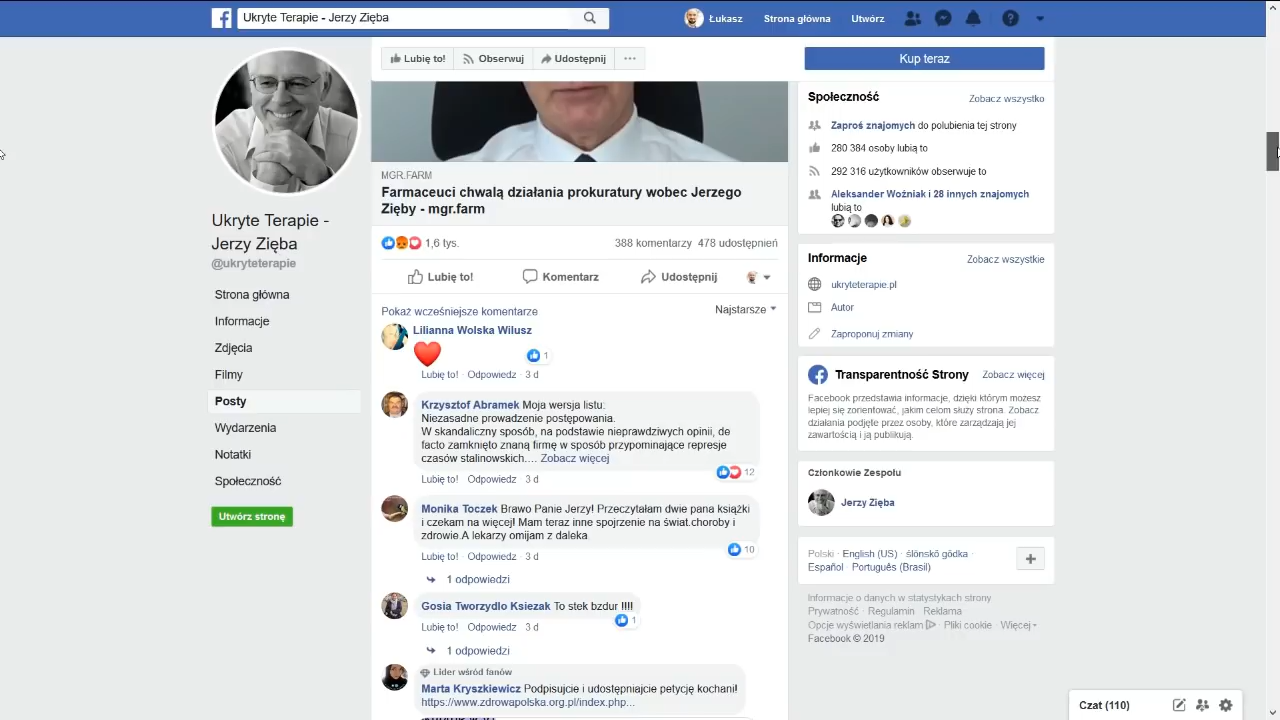 Ukryte Terapie - Jerzy Zięba
Łukasz
Strona główna
Utwórz
Lubię to!
Obserwuj
Udostępnij
Kup teraz
Ukryte Terapie -
Jerzy Zięba
@ukryteterapie
Strona główna
Informacje
Zdjęcia
Filmy
Posty
Wydarzenia
Notatki
Społeczność
Utwórz stronę
MGR.FARM
Farmaceuci chwalą działania prokuratury wobec Jerzego
Zięby - mgr.farm
1,6 tys.
388 komentarzy 478 udostępnień
Lubię to!
Komentarz
Udostępnij
Pokaż wcześniejsze komentarze
Najstarsze
Lilianna Wolska Wilusz
1
Lubię to! · Odpowiedz · 3 d
Krzysztof Abramek Moja wersja listu:
Niezasadne prowadzenie postępowania.
W skandaliczny sposób, na podstawie nieprawdziwych opinii, de
facto zamknięto znaną firmę w sposób przypominające represje
czasów stalinowskich.... Zobacz więcej
12
Lubię to! · Odpowiedz · 3 d
Monika Toczek Brawo Panie Jerzy! Przeczytałam dwie pana książki
i czekam na więcej! Mam teraz inne spojrzenie na świat.choroby i
zdrowie.A lekarzy omijam z daleka.
10
Lubię to! · Odpowiedz · 3 d
1 odpowiedzi
Gosia Tworzydlo Ksiezak To stek bzdur !!!!
1
Lubię to! · Odpowiedz · 3 d
1 odpowiedzi
Lider wśród fanów
Marta Kryszkiewicz Podpisujcie i udostępniajcie petycję kochani!
https://www.zdrowapolska.org.pl/index.php...
Społeczność
Zobacz wszystko
Zaproś znajomych do polubienia tej strony
280 384 osoby lubią to
292 316 użytkowników obserwuje to
Aleksander Woźniak i 28 innych znajomych
lubią to
Informacje
Zobacz wszystkie
ukryteterapie.pl
Autor
Zaproponuj zmiany
Transparentność Strony
Zobacz więcej
Facebook przedstawia informacje, dzięki którym możesz
lepiej się zorientować, jakim celom służy strona. Zobacz
działania podjęte przez osoby, które zarządzają jej
zawartością i ją publikują.
Członkowie Zespołu
Jerzy Zięba
Polski · English (US) · ślōnskŏ gŏdka ·
Español · Português (Brasil)
Informacje o danych w statystykach strony
Prywatność · Regulamin · Reklama ·
Opcje wyświetlania reklam · Pliki cookie · Więcej
Facebook © 2019
Czat (110)